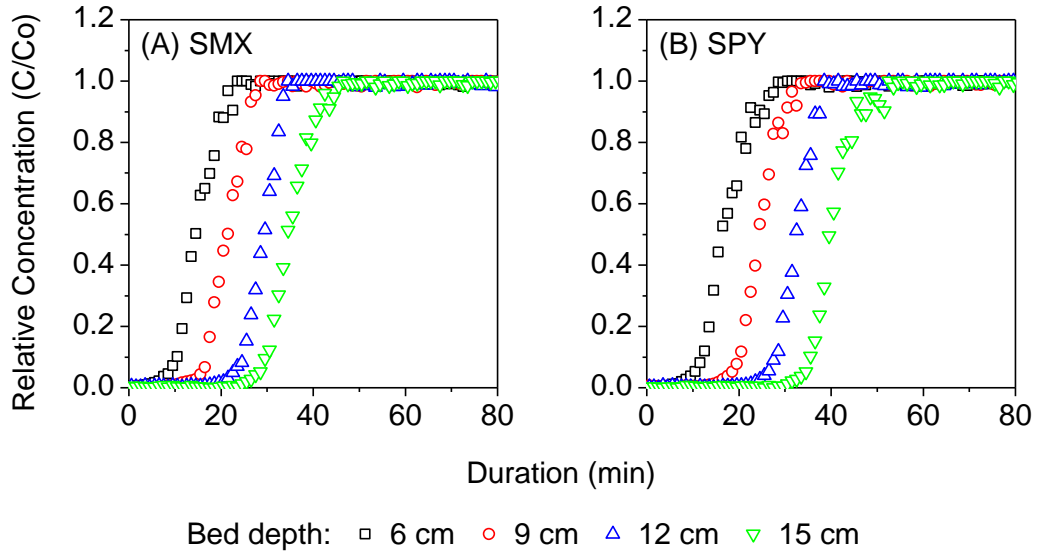 Relative Concentration (C/Co)
(A) SMX
1.2
1.0
0.8
0.6
0.4
0.2
0.0
0 20 40 60 80
(B) SPY
1.2
1.0
0.8
0.6
0.4
0.2
0.0
0 20 40 60 80
Duration (min)
Bed depth: 6 cm 9 cm 12 cm 15 cm